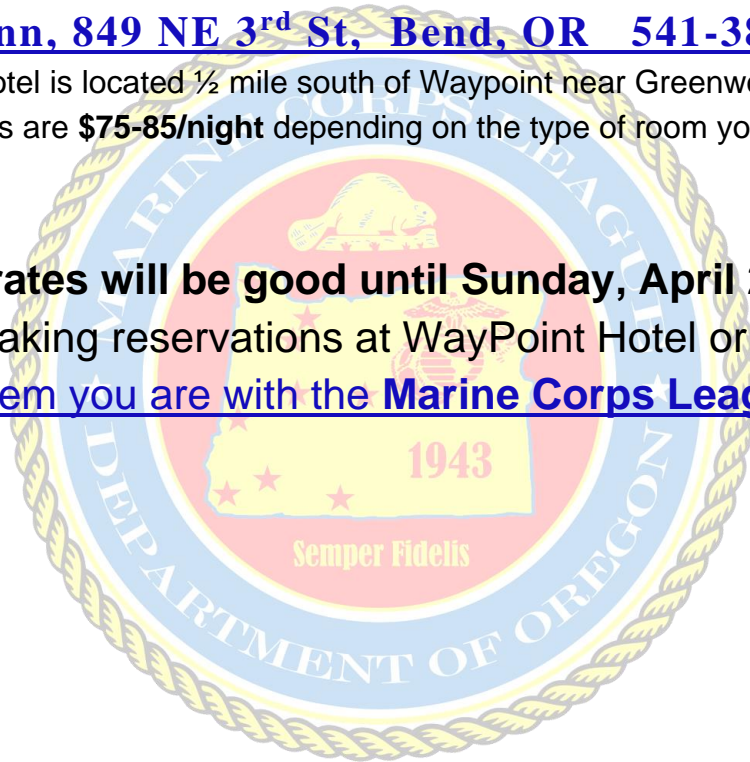 nn, 849 NE 3rd St, Bend, OR 541-38
otel is located ½ mile south of Waypoint near Greenw
s are $75-85/night depending on the type of room yo
rates will be good until Sunday, April 2
aking reservations at WayPoint Hotel or
em you are with the Marine Corps Leag
MARINE CORPS LEAGUE
1943
Semper Fidelis
DEPARTMENT OF OREGON